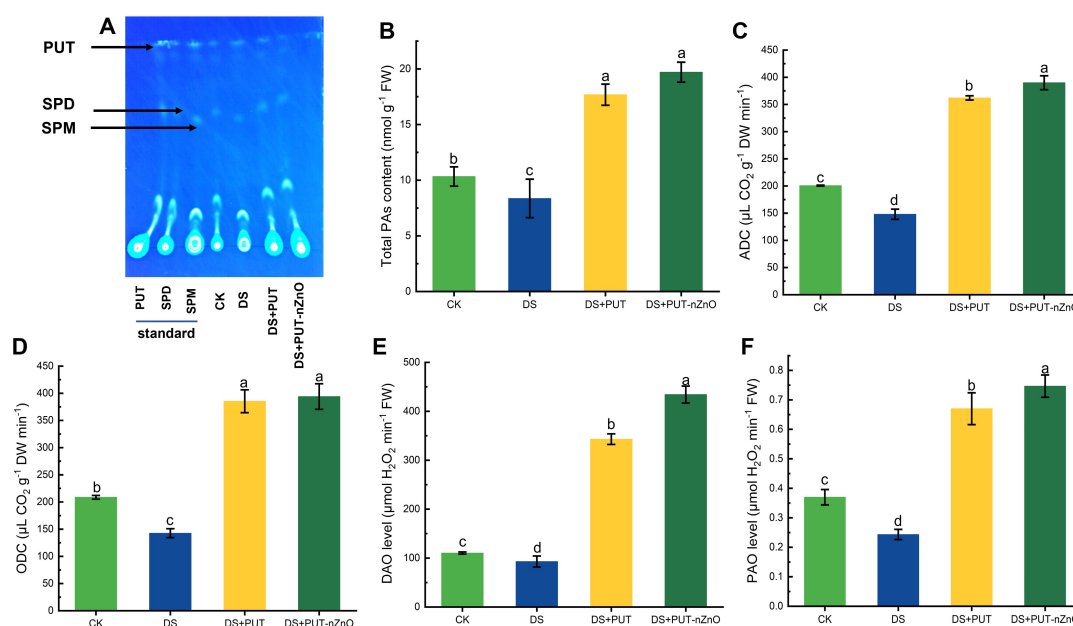 A
PUT
SPD
SPM
PUT
SPD
SPM
CK
DS
DS+PUT
DS+PUT-nZnO
standard
B
Total PAs content (nmol g⁻¹ FW)
20
15
10
5
0
b
c
a
a
CK
DS
DS+PUT
DS+PUT-nZnO
C
ADC (µL CO₂ g⁻¹ DW min⁻¹)
450
400
350
300
250
200
150
100
50
0
c
d
b
a
CK
DS
DS+PUT
DS+PUT-nZnO
D
ODC (µL CO₂ g⁻¹ DW min⁻¹)
450
400
350
300
250
200
150
100
50
0
b
c
a
a
CK
DS
DS+PUT
DS+PUT-nZnO
E
DAO level (µmol H₂O₂ min⁻¹ FW)
500
400
300
200
100
0
c
d
b
a
CK
DS
DS+PUT
DS+PUT-nZnO
F
PAO level (µmol H₂O₂ min⁻¹ FW)
0.8
0.7
0.6
0.5
0.4
0.3
0.2
0.1
0.0
c
d
b
a
CK
DS
DS+PUT
DS+PUT-nZnO